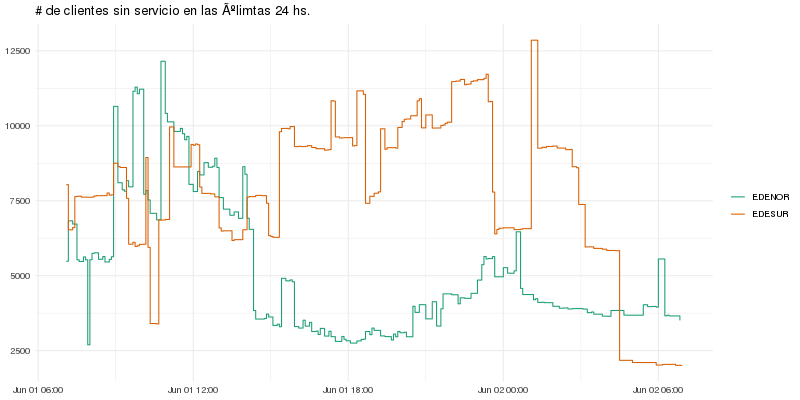 # de clientes sin servicio en las Ãºlimtas 24 hs.
12500
10000
7500
5000
2500
Jun 01 06:00 Jun 01 12:00 Jun 01 18:00 Jun 02 00:00 Jun 02 06:00
EDENOR
EDESUR